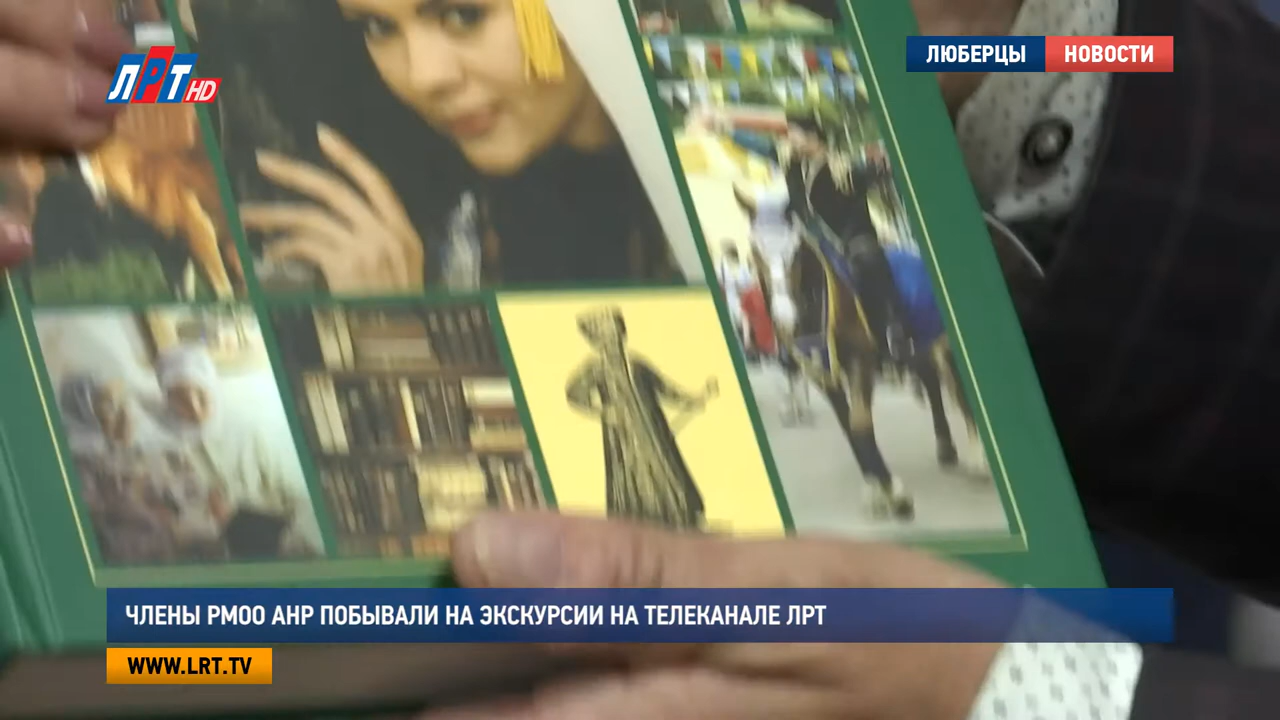 ЛРТ HD
ЛЮБЕРЦЫ НОВОСТИ
ЧЛЕНЫ РМОО АНР ПОБЫВАЛИ НА ЭКСКУРСИИ НА ТЕЛЕКАНАЛЕ ЛРТ
WWW.LRT.TV